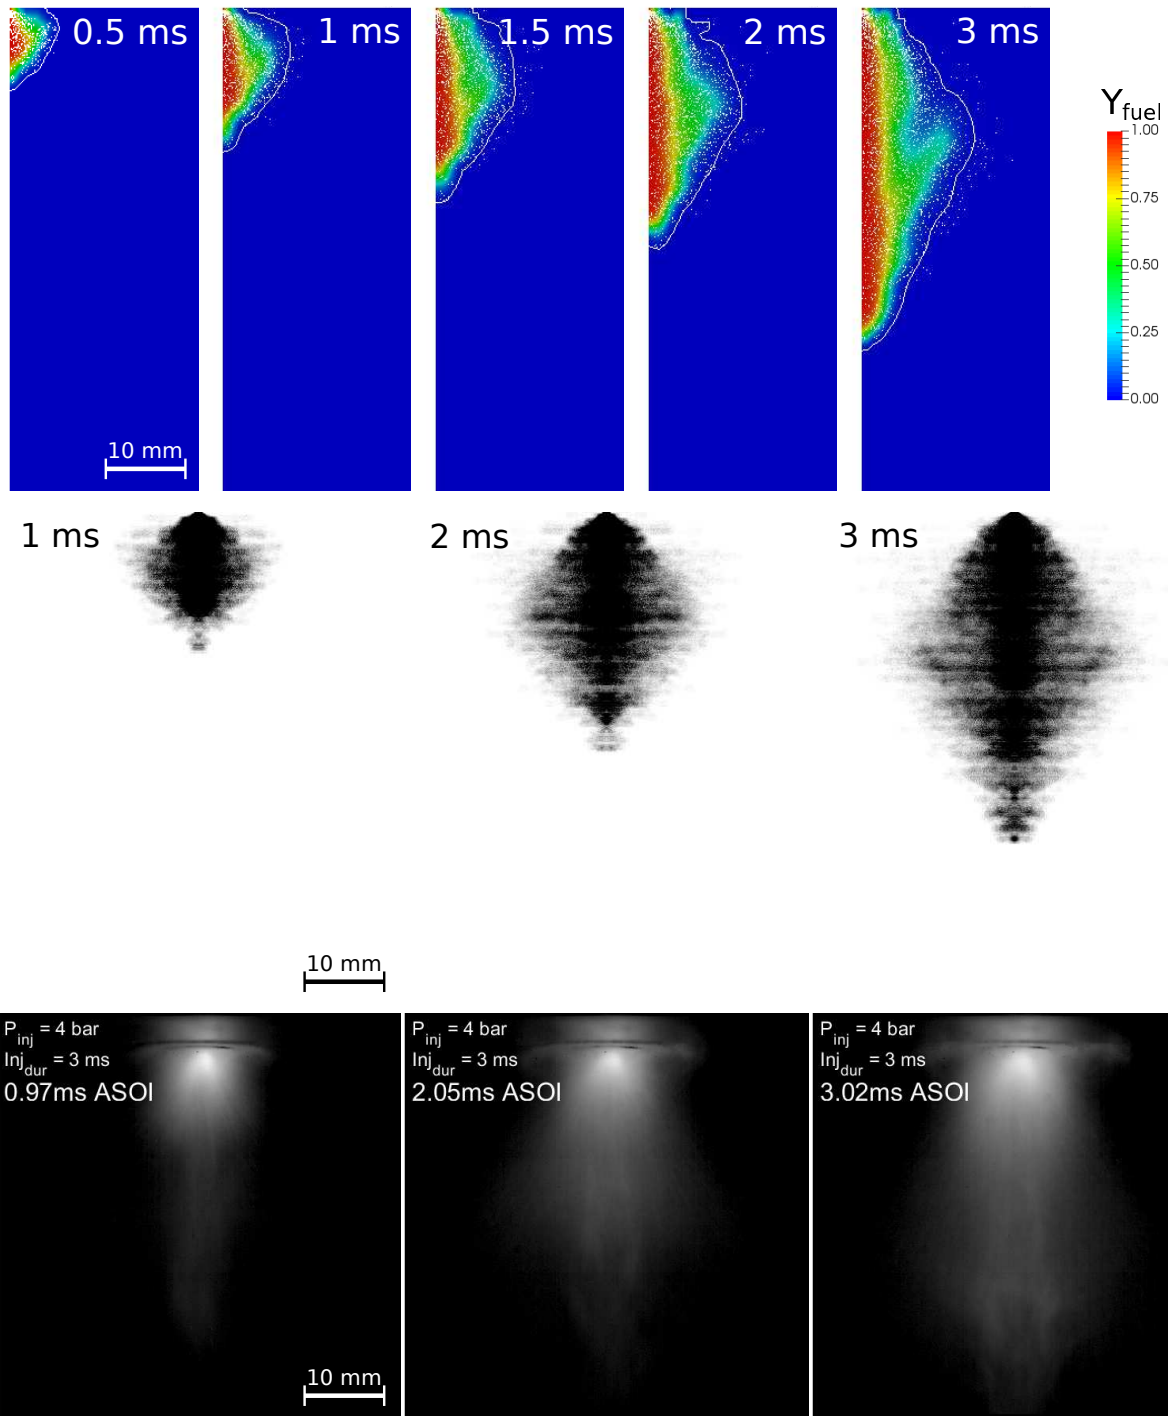 0.5 ms
1 ms
1.5 ms
2 ms
3 ms
Yfuel
1.00
0.75
0.50
0.25
0.00
10 mm
1 ms
2 ms
3 ms
10 mm
Pinj = 4 bar
Injdur = 3 ms
0.97ms ASOI
Pinj = 4 bar
Injdur = 3 ms
2.05ms ASOI
Pinj = 4 bar
Injdur = 3 ms
3.02ms ASOI
10 mm